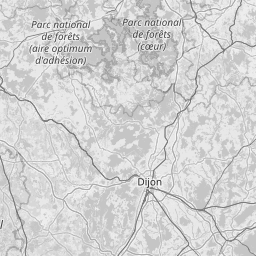 Parc national
de forêts
(aire optimum
d'adhésion)
Parc national
de forêts
(cœur)
Dijon
l